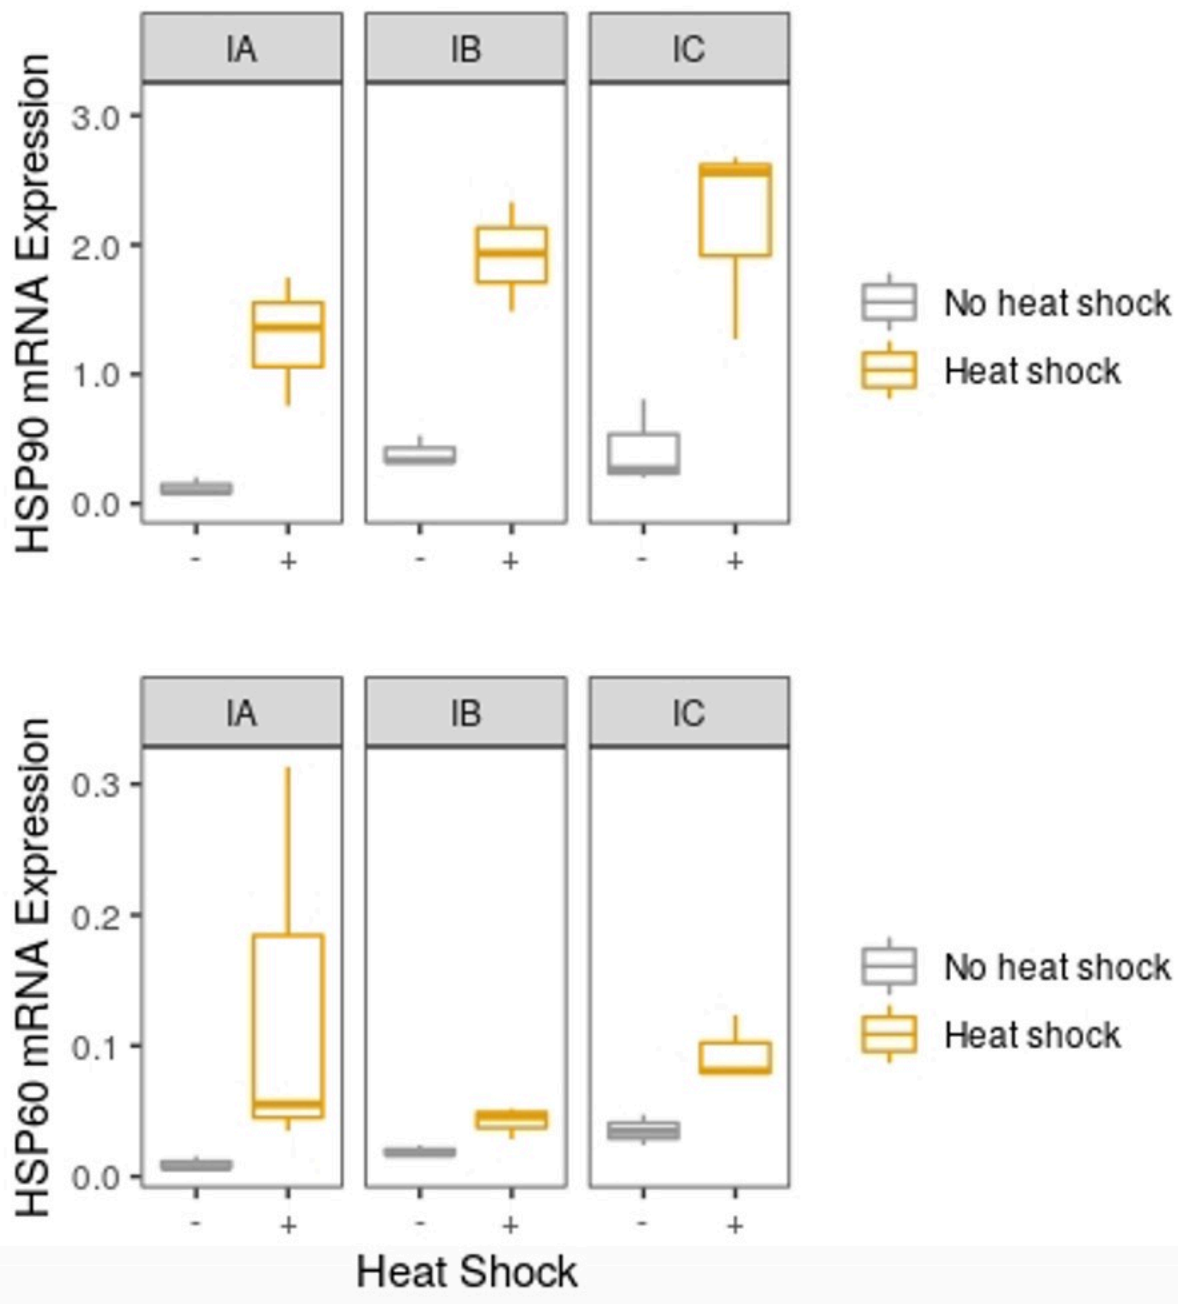 IA IB IC
HSP90 mRNA Expression
3.0
2.0
1.0
0.0
- + - + - +
No heat shock
Heat shock
IA IB IC
HSP60 mRNA Expression
0.3
0.2
0.1
0.0
- + - + - +
No heat shock
Heat shock
Heat Shock